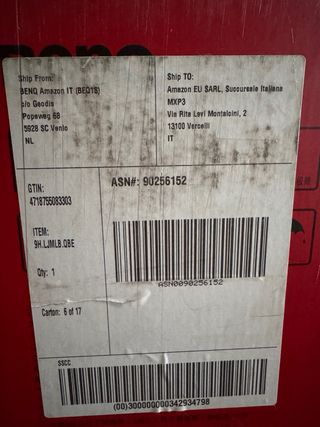 Ship From:
BENQ Amazon IT (BEQ1S)
c/o Geodis
Popeweg 68
5928 SC Venlo
NL
Ship TO:
Amazon EU SARL, Succursale Italiana
MXP3
Via Rita Levi Montalcini, 2
13100 Vercelli
IT
GTIN:
4718755083303
ASN#: 90256152
ITEM:
9H.LJMLB.QBE
Qty: 1
ASN0090256152
Carton: 6 of 17
SSCC
(00)300000000342934798